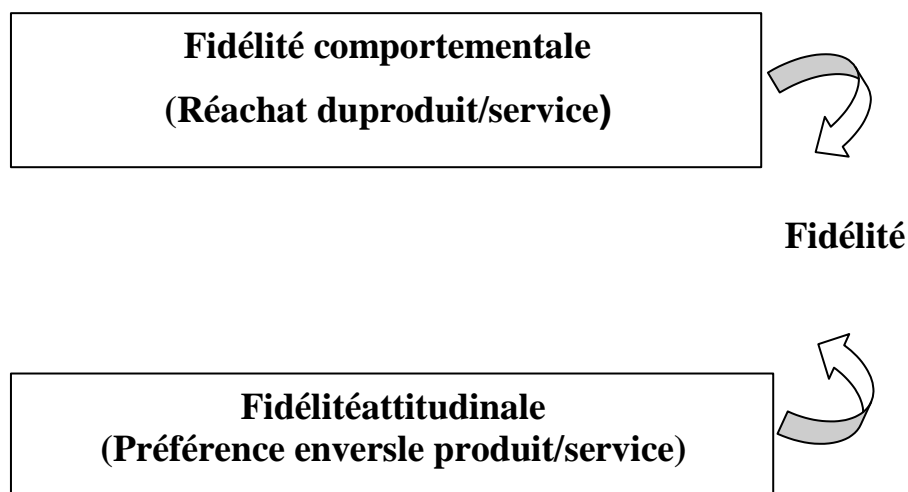 Fidélité comportementale
(Réachat duproduit/service)
Fidélité
Fidélitéattitudinale
(Préférence enversle produit/service)